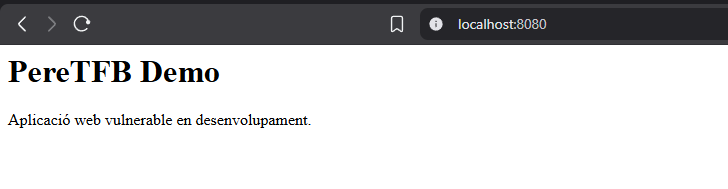 localhost:8080
PereTFB Demo
Aplicació web vulnerable en desenvolupament.